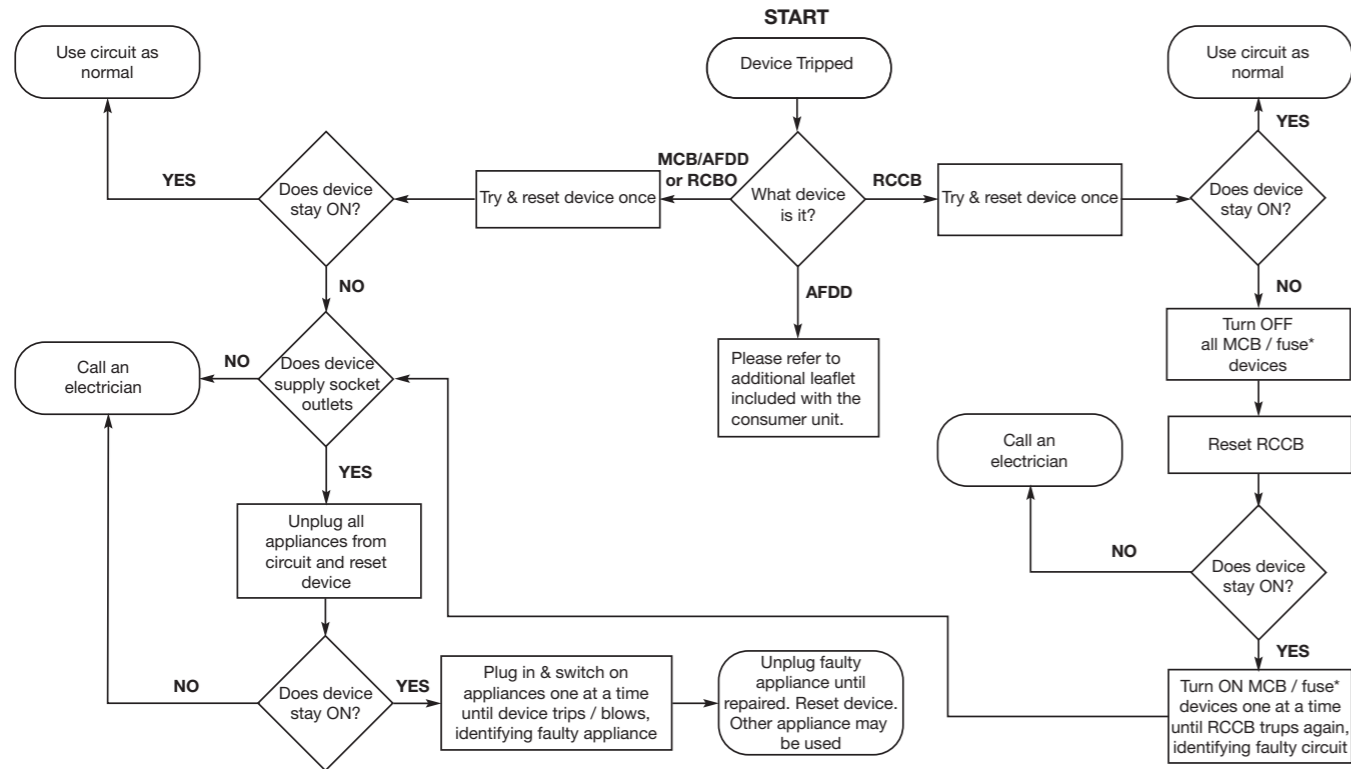 START
Device Tripped
What device
is it?
MCB/AFDD
or RCBO
Try & reset device once
Does device
stay ON?
YES
Use circuit as
normal
NO
Does device
supply socket
outlets
NO
Call an
electrician
YES
Unplug all
appliances from
circuit and reset
device
Does device
stay ON?
NO
YES
Plug in & switch on
appliances one at a time
until device trips / blows,
identifying faulty appliance
Unplug faulty
appliance until
repaired. Reset device.
Other appliance may
be used
AFDD
Please refer to
additional leaflet
included with the
consumer unit.
RCCB
Try & reset device once
Does device
stay ON?
YES
Use circuit as
normal
NO
Turn OFF
all MCB / fuse*
devices
Reset RCCB
Does device
stay ON?
NO
Call an
electrician
YES
Turn ON MCB / fuse*
devices one at a time
until RCCB trups again,
identifying faulty circuit